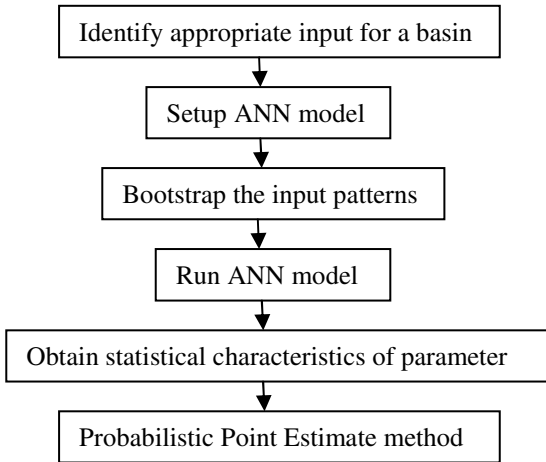 Identify appropriate input for a basin
Setup ANN model
Bootstrap the input patterns
Run ANN model
Obtain statistical characteristics of parameter
Probabilistic Point Estimate method